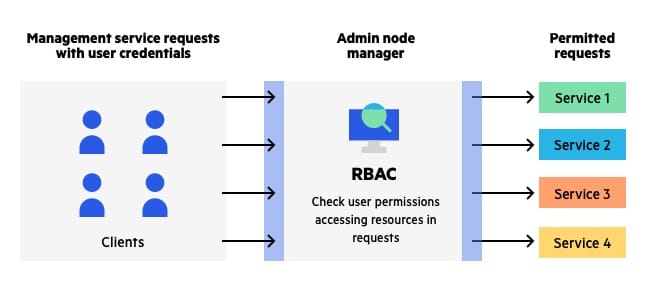 Management service requests
with user credentials
Admin node
manager
Permitted
requests
Clients
RBAC
Check user permissions
accessing resources in
requests
Service 1
Service 2
Service 3
Service 4